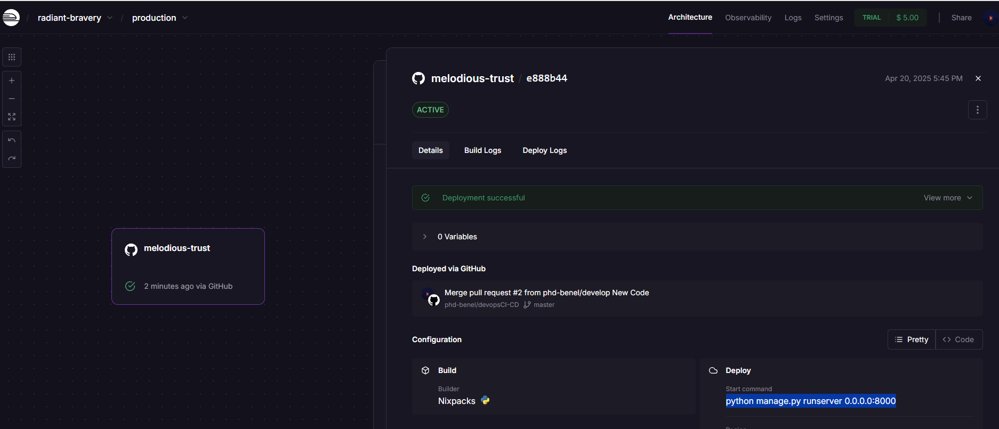 / radiant-bravery / production
Architecture Observability Logs Settings TRIAL $ 5.00 | Share
melodious-trust / e888b44 Apr 20, 2025 5:45 PM
ACTIVE
Details Build Logs Deploy Logs
Deployment successful View more
0 Variables
melodious-trust
2 minutes ago via GitHub
Deployed via GitHub
Merge pull request #2 from phd-benel/develop New Code
phd-benel/devopsCI-CD master
Configuration Pretty <> Code
Build
Builder
Nixpacks
Deploy
Start command
python manage.py runserver 0.0.0.0:8000